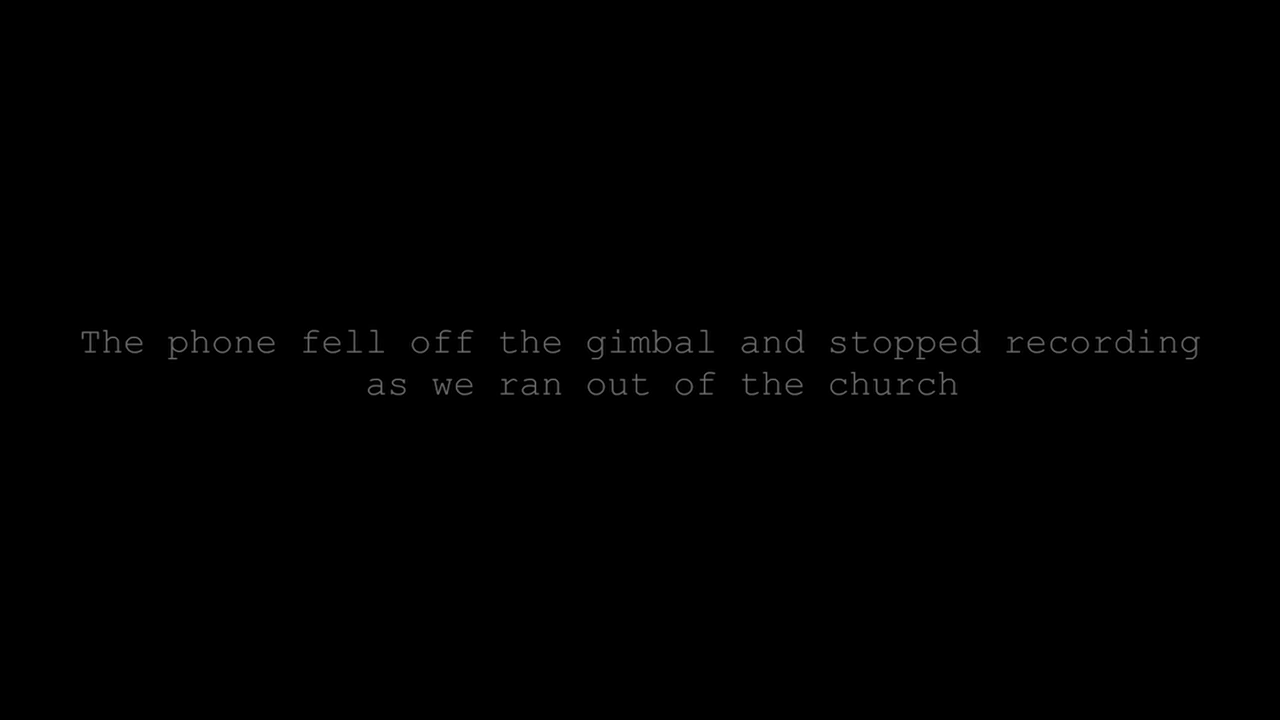 The phone fell off the gimbal and stopped recording
as we ran out of the church